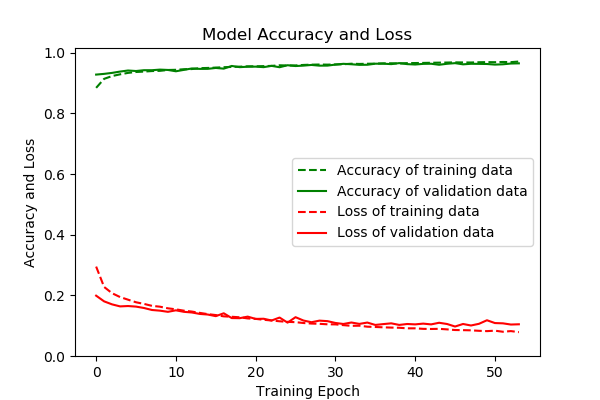 Model Accuracy and Loss
Accuracy and Loss
1.0
0.8
0.6
0.4
0.2
0.0
Accuracy of training data
Accuracy of validation data
Loss of training data
Loss of validation data
0 10 20 30 40 50
Training Epoch